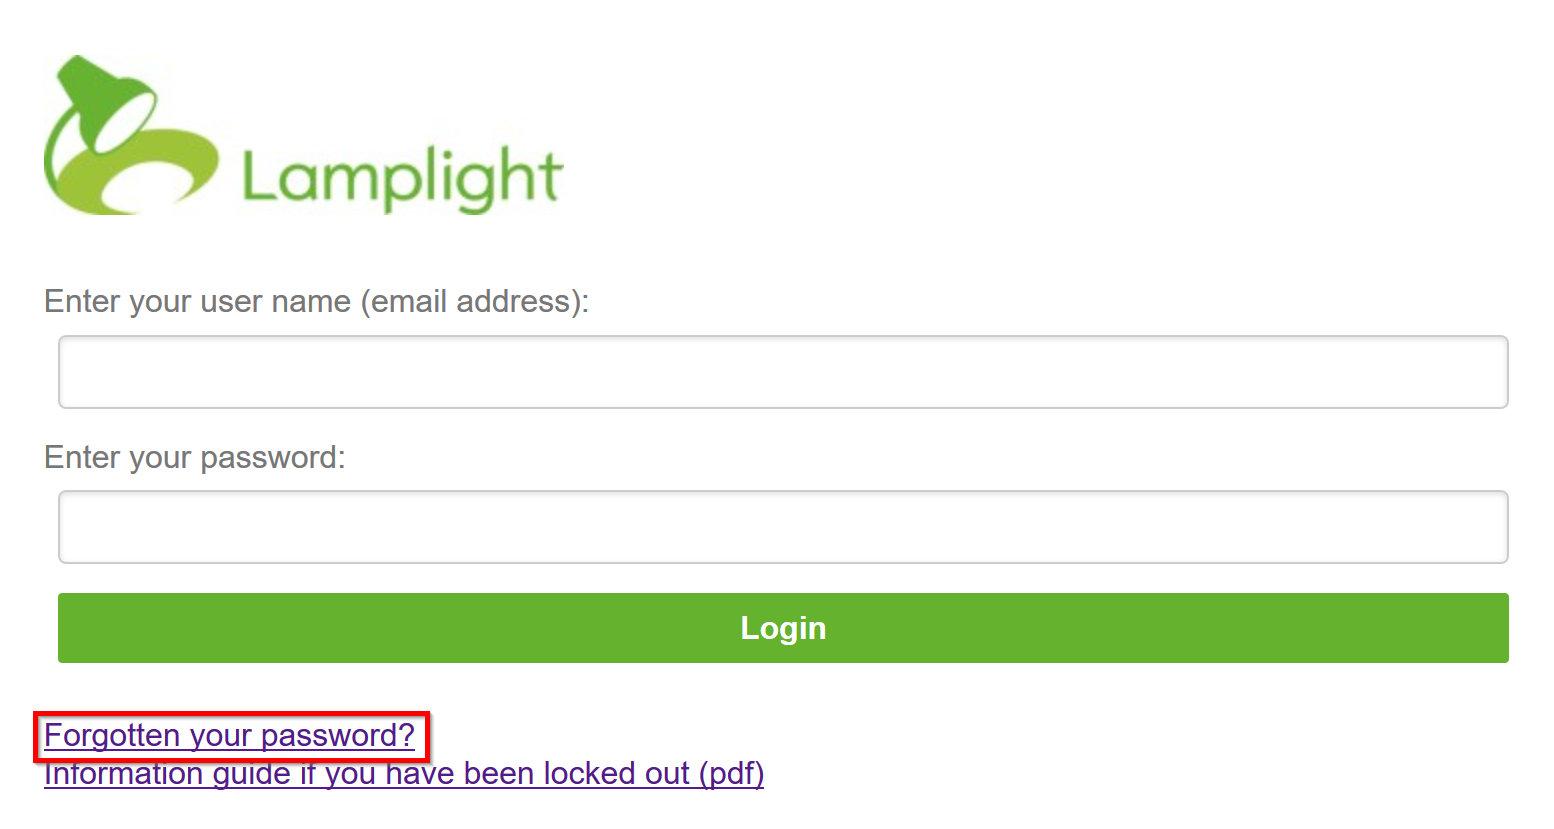 Lamplight
Enter your user name (email address):
Enter your password:
Login
Forgotten your password?
Information guide if you have been locked out (pdf)